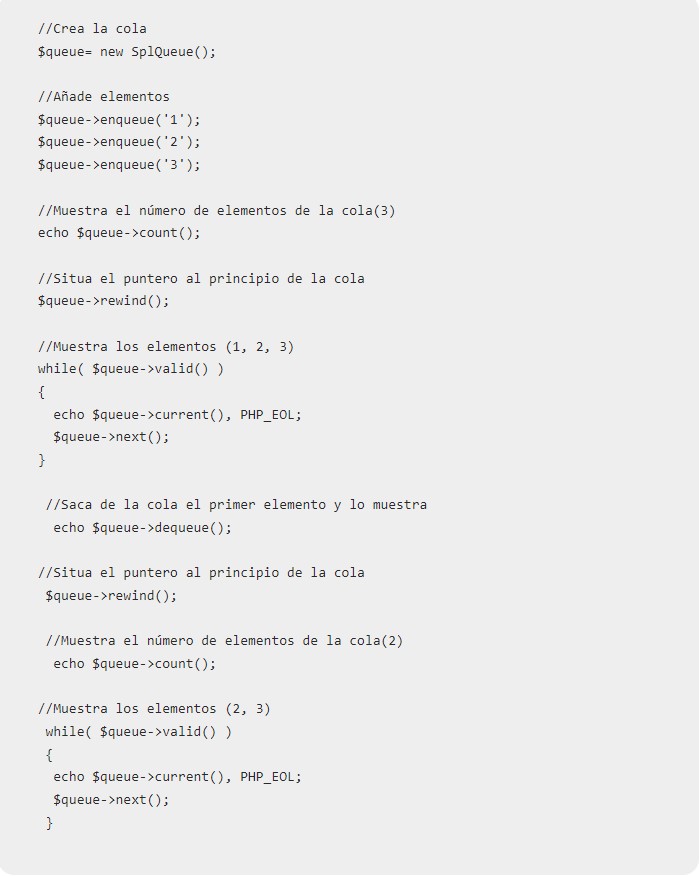 //Crea la cola
$queue= new SplQueue();
//Añade elementos
$queue->enqueue('1');
$queue->enqueue('2');
$queue->enqueue('3');
//Muestra el número de elementos de la cola(3)
echo $queue->count();
//Situa el puntero al principio de la cola
$queue->rewind();
//Muestra los elementos (1, 2, 3)
while( $queue->valid() )
{
echo $queue->current(), PHP_EOL;
$queue->next();
}
//Saca de la cola el primer elemento y lo muestra
echo $queue->dequeue();
//Situa el puntero al principio de la cola
$queue->rewind();
//Muestra el número de elementos de la cola(2)
echo $queue->count();
//Muestra los elementos (2, 3)
while( $queue->valid() )
{
echo $queue->current(), PHP_EOL;
$queue->next();
}